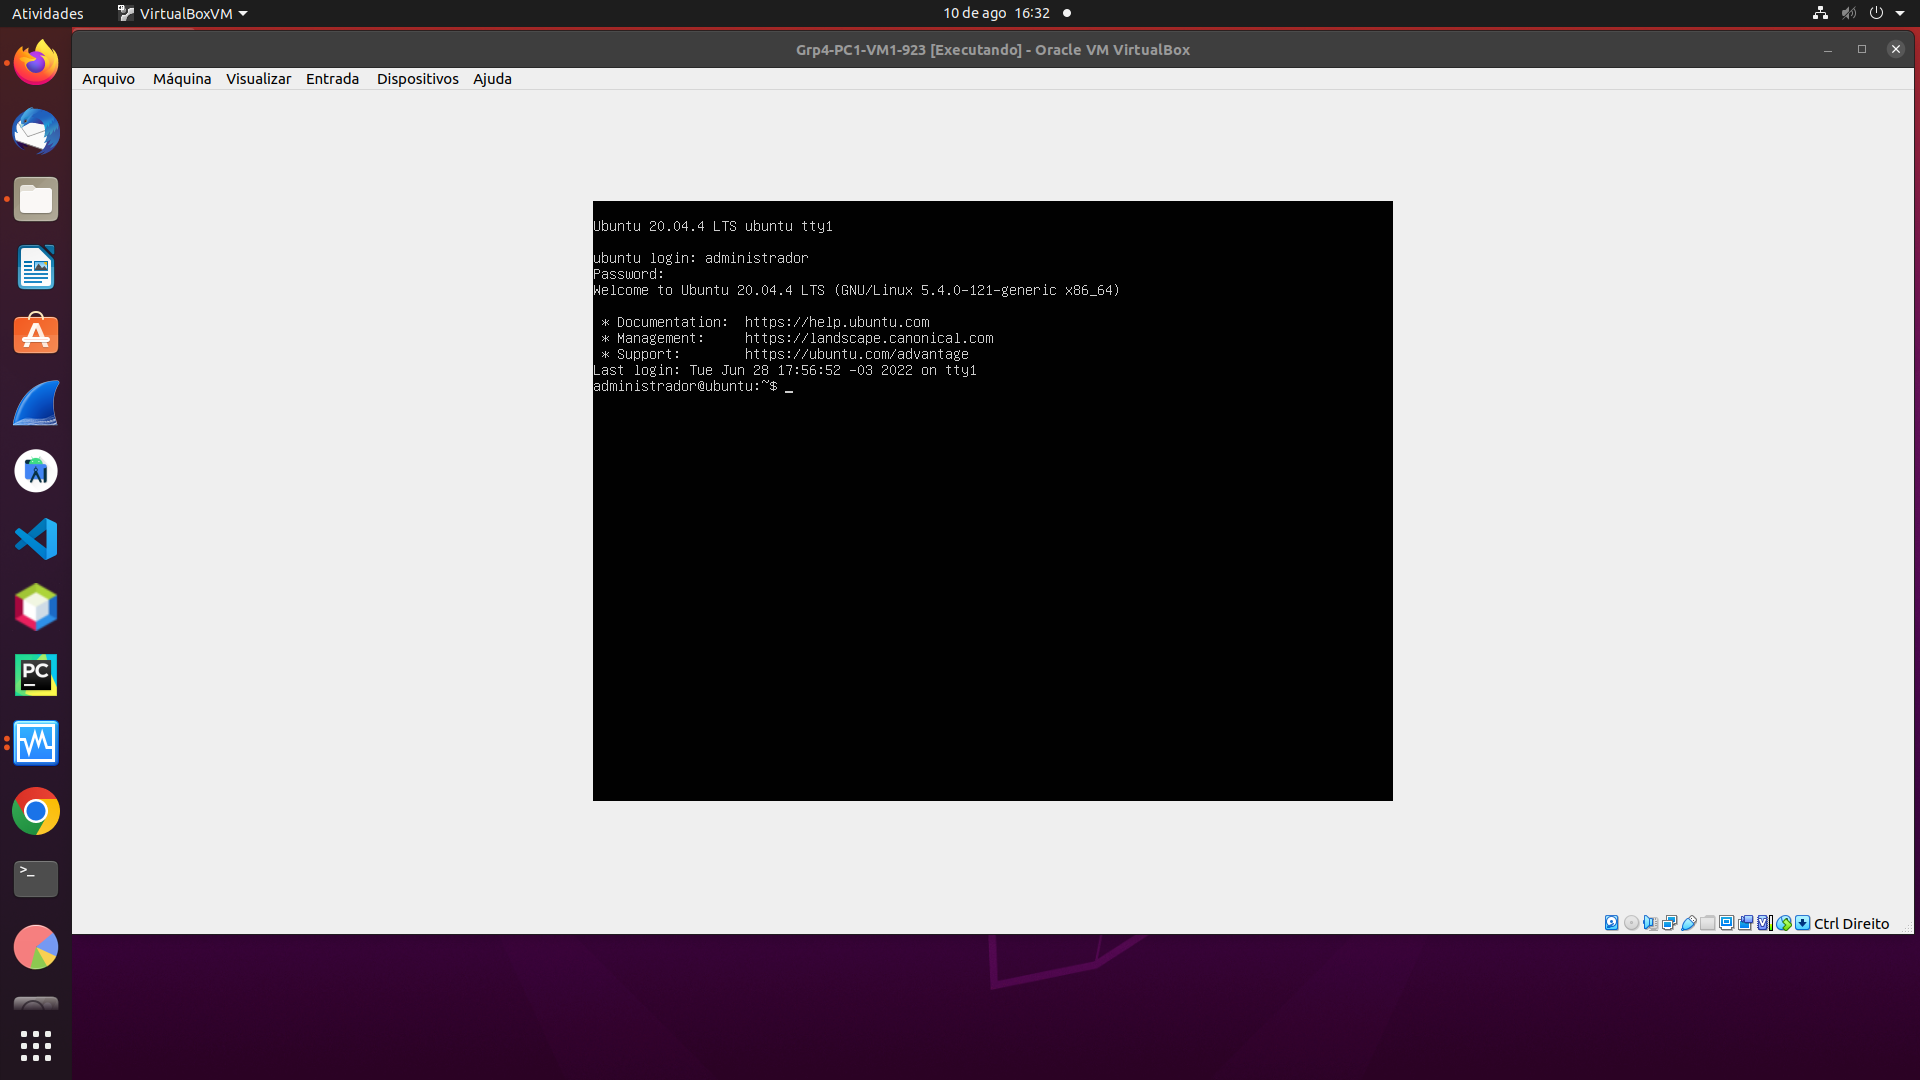 Atividades VirtualBoxVM 10 de ago 16:32
Grp4-PC1-VM1-923 [Executando] - Oracle VM VirtualBox
Arquivo Máquina Visualizar Entrada Dispositivos Ajuda
Ubuntu 20.04.4 LTS ubuntu tty1
ubuntu login: administrador
Password:
Welcome to Ubuntu 20.04.4 LTS (GNU/Linux 5.4.0-121-generic x86_64)
* Documentation: https://help.ubuntu.com
* Management: https://landscape.canonical.com
* Support: https://ubuntu.com/advantage
Last login: Tue Jun 28 17:56:52 -03 2022 on tty1
administrador@ubuntu:~$ _
PC
>_
Ctrl Direito